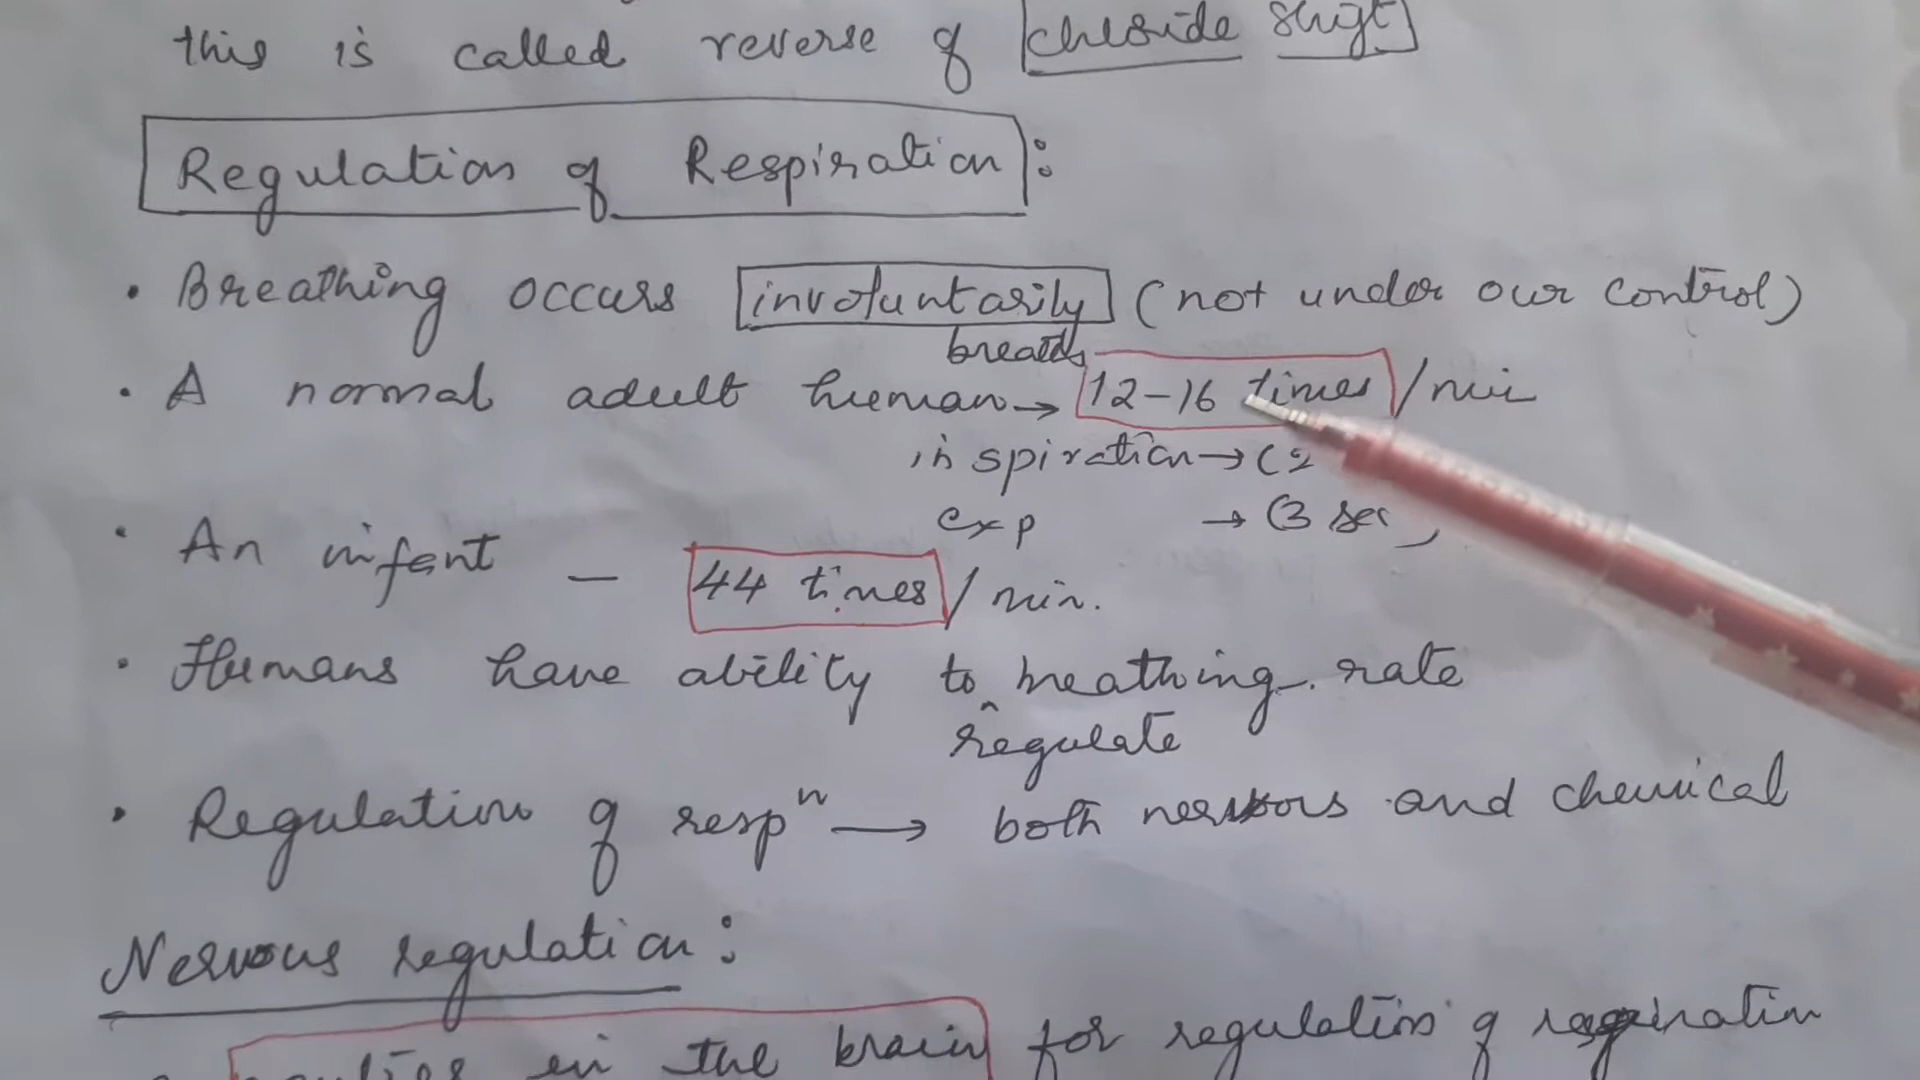 this is called reverse of chloride shift
Regulation of Respiration :
• Breathing occurs involuntarily (not under our control)
breaths
• A normal adult human → 12-16 times / min
inspiration → (2
exp → (3 sec)
• An infant — 44 times / min.
• Humans have ability to breathing rate
^ regulate
• Regulation of respⁿ → both nervous and chemical
Nervous regulation :
in the brain for regulation of respiration